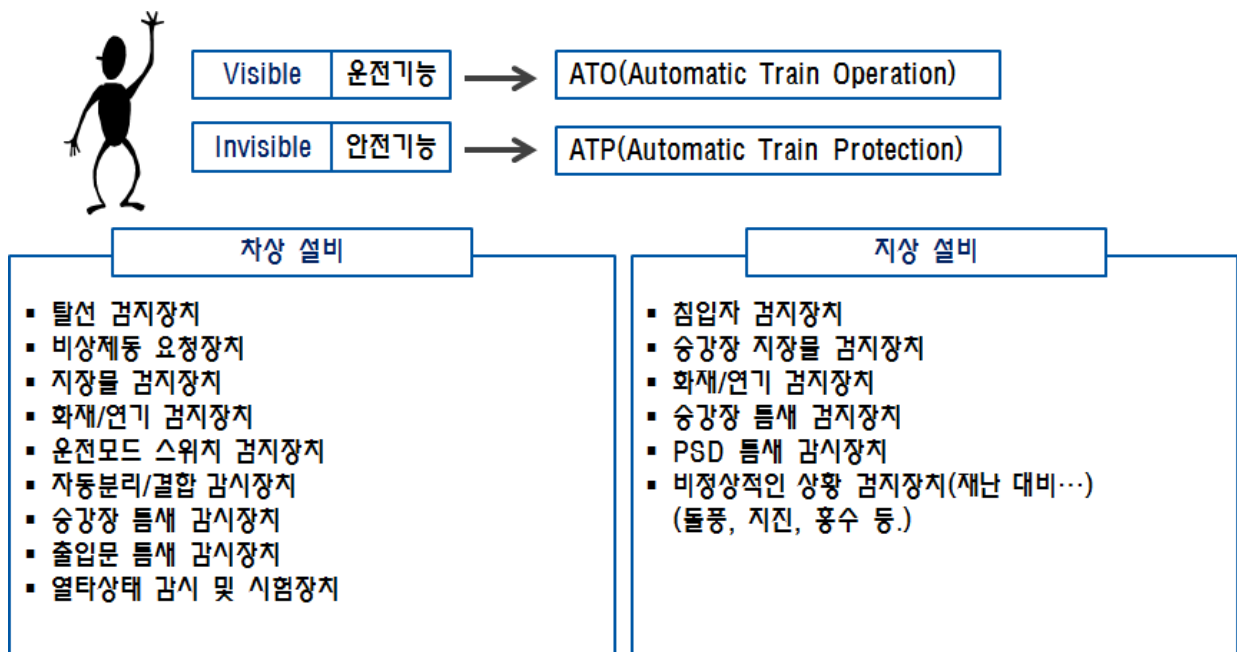 Visible 운전기능 ATO(Automatic Train Operation)
Invisible 안전기능 ATP(Automatic Train Protection)
차상 설비
▪ 탈선 검지장치
▪ 비상제동 요청장치
▪ 지장물 검지장치
▪ 화재/연기 검지장치
▪ 운전모드 스위치 검지장치
▪ 자동분리/결합 감시장치
▪ 승강장 틈새 감시장치
▪ 출입문 틈새 감시장치
▪ 열타상태 감시 및 시험장치
지상 설비
▪ 침입자 검지장치
▪ 승강장 지장물 검지장치
▪ 화재/연기 검지장치
▪ 승강장 틈새 검지장치
▪ PSD 틈새 감시장치
▪ 비정상적인 상황 검지장치(재난 대비…)
(돌풍, 지진, 홍수 등.)